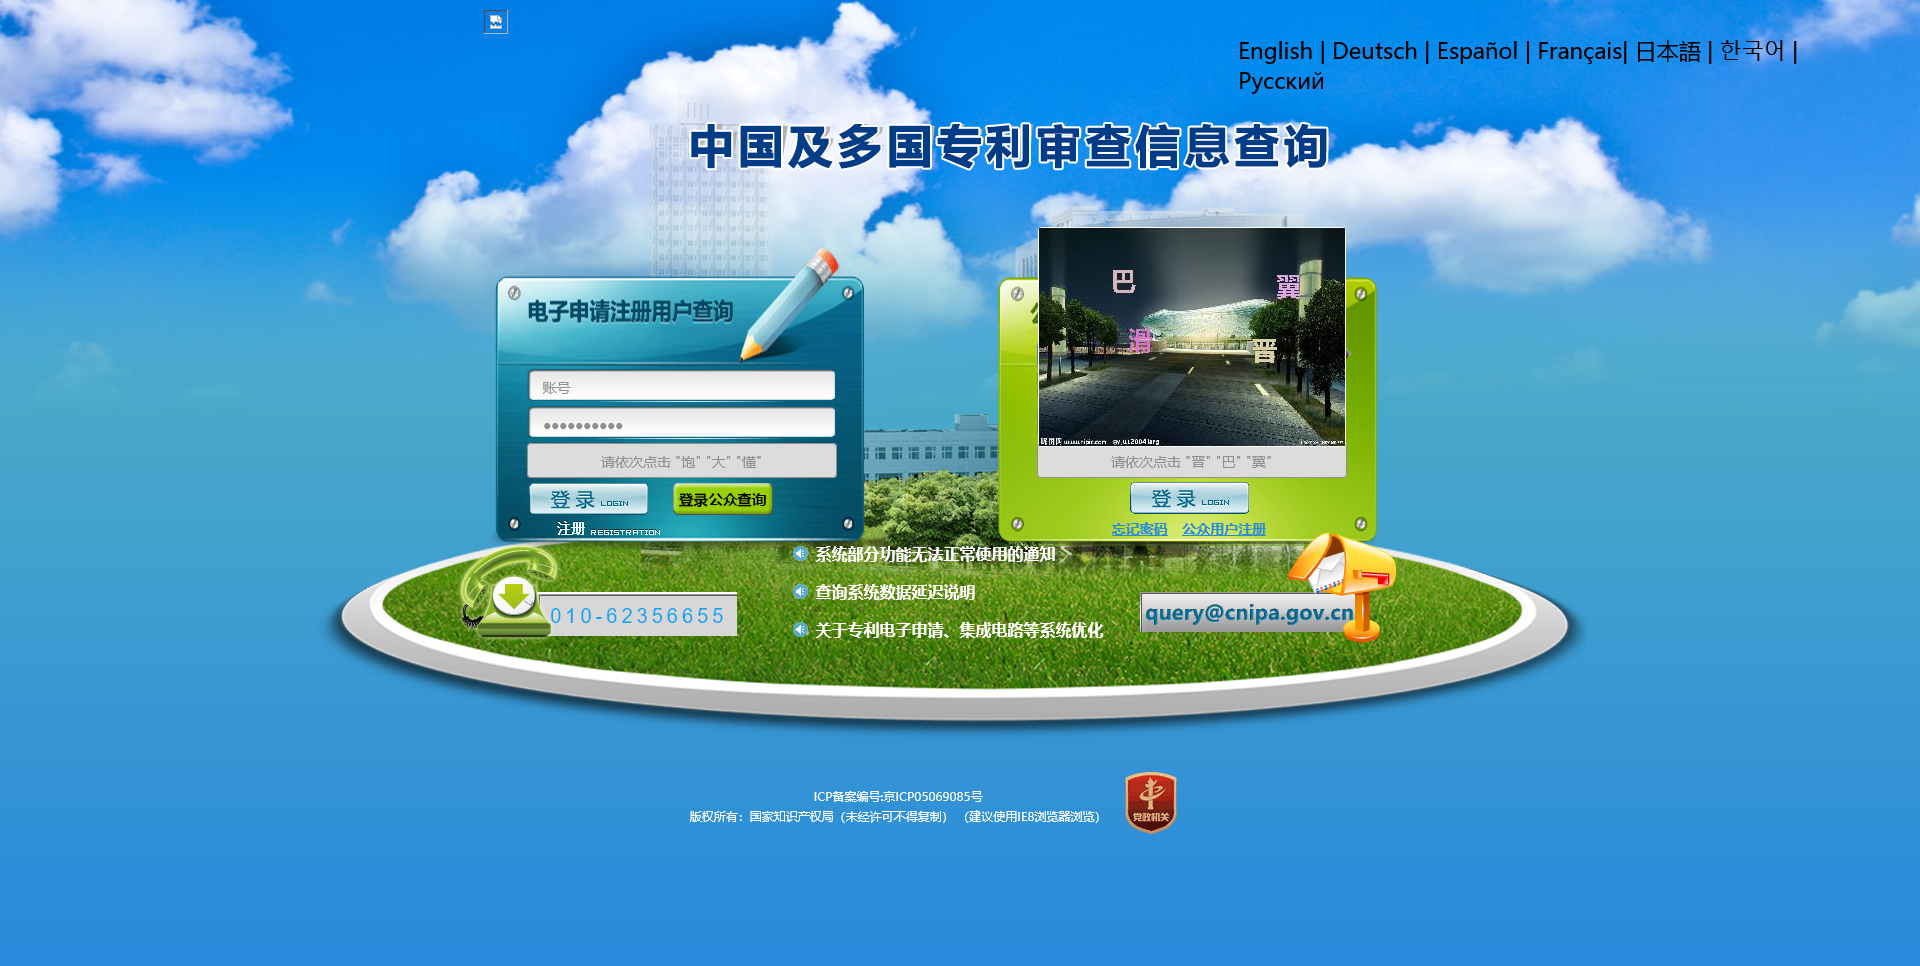 English | Deutsch | Español | Français| 日本語 | 한국어 |
Русский
中国及多国专利审查信息查询
电子申请注册用户查询
账号
请依次点击 "饱" "大" "懂"
登录 LOGIN
登录公众查询
注册 REGISTRATION
巴
翼
晋
请依次点击 "晋" "巴" "翼"
登录 LOGIN
忘记密码 公众用户注册
系统部分功能无法正常使用的通知
查询系统数据延迟说明
关于专利电子申请、集成电路等系统优化
010-62356655
query@cnipa.gov.cn
ICP备案编号:京ICP05069085号
版权所有：国家知识产权局（未经许可不得复制） （建议使用IE8浏览器浏览）
党政机关